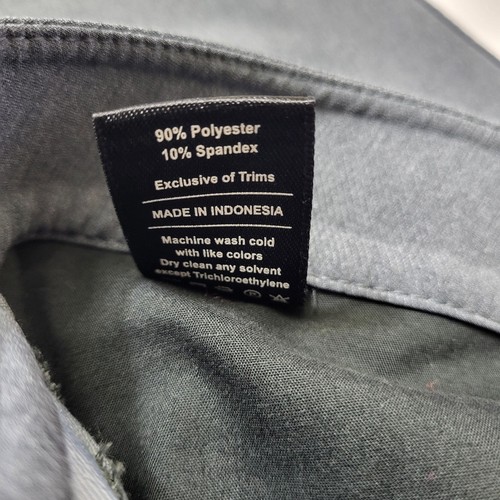 90% Polyester
10% Spandex
Exclusive of Trims
MADE IN INDONESIA
Machine wash cold
with like colors
Dry clean any solvent
except Trichloroethylene